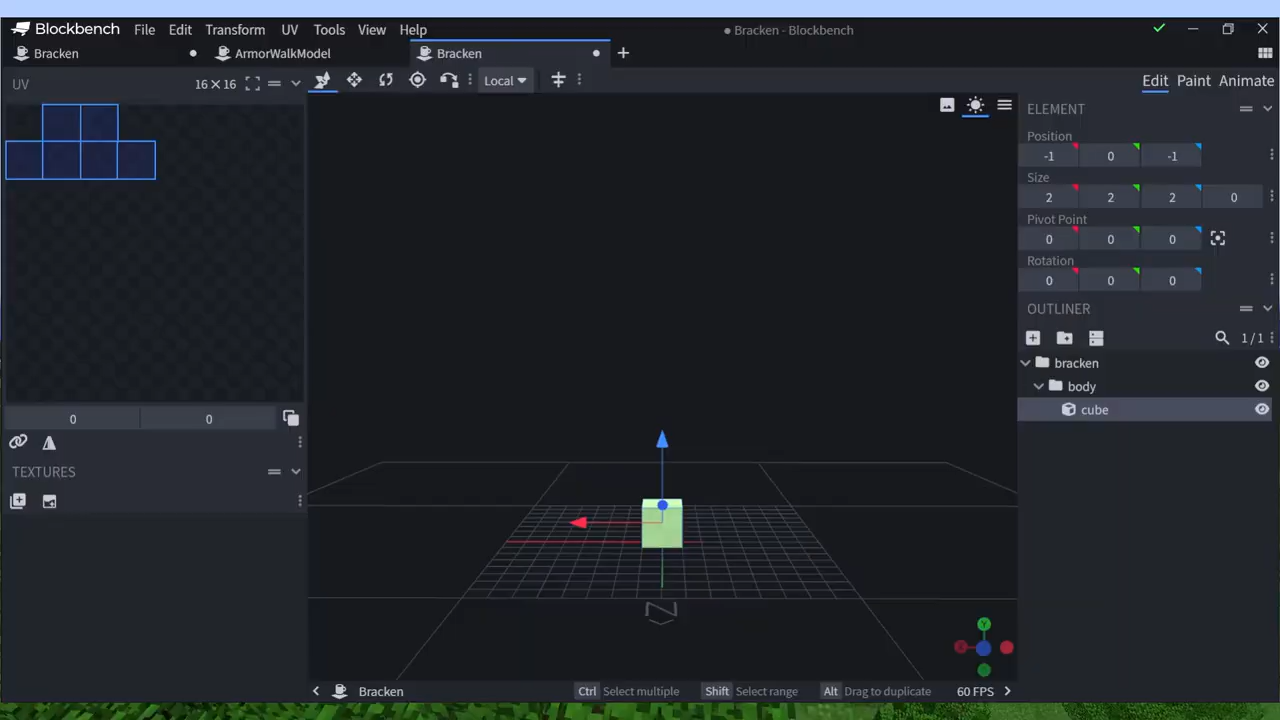 Blockbench File Edit Transform UV Tools View Help Bracken - Blockbench
Bracken ArmorWalkModel Bracken
UV 16×16
Local
Edit Paint Animate
ELEMENT
Position
-1 0 -1
Size
2 2 2 0
Pivot Point
0 0 0
Rotation
0 0 0
OUTLINER
1/1
bracken
body
cube
0 0
TEXTURES
N
Y
X
Bracken Ctrl Select multiple Shift Select range Alt Drag to duplicate 60 FPS